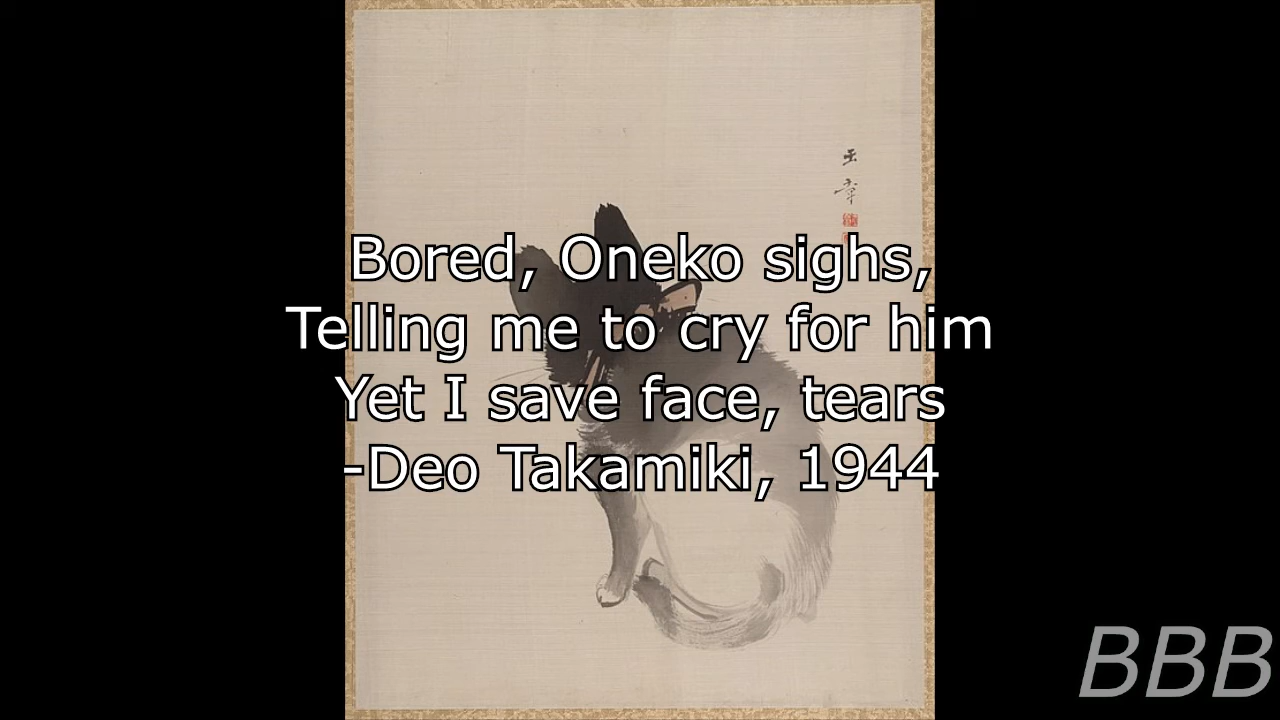 Bored, Oneko sighs,
Telling me to cry for him
Yet I save face, tears
-Deo Takamiki, 1944
BBB